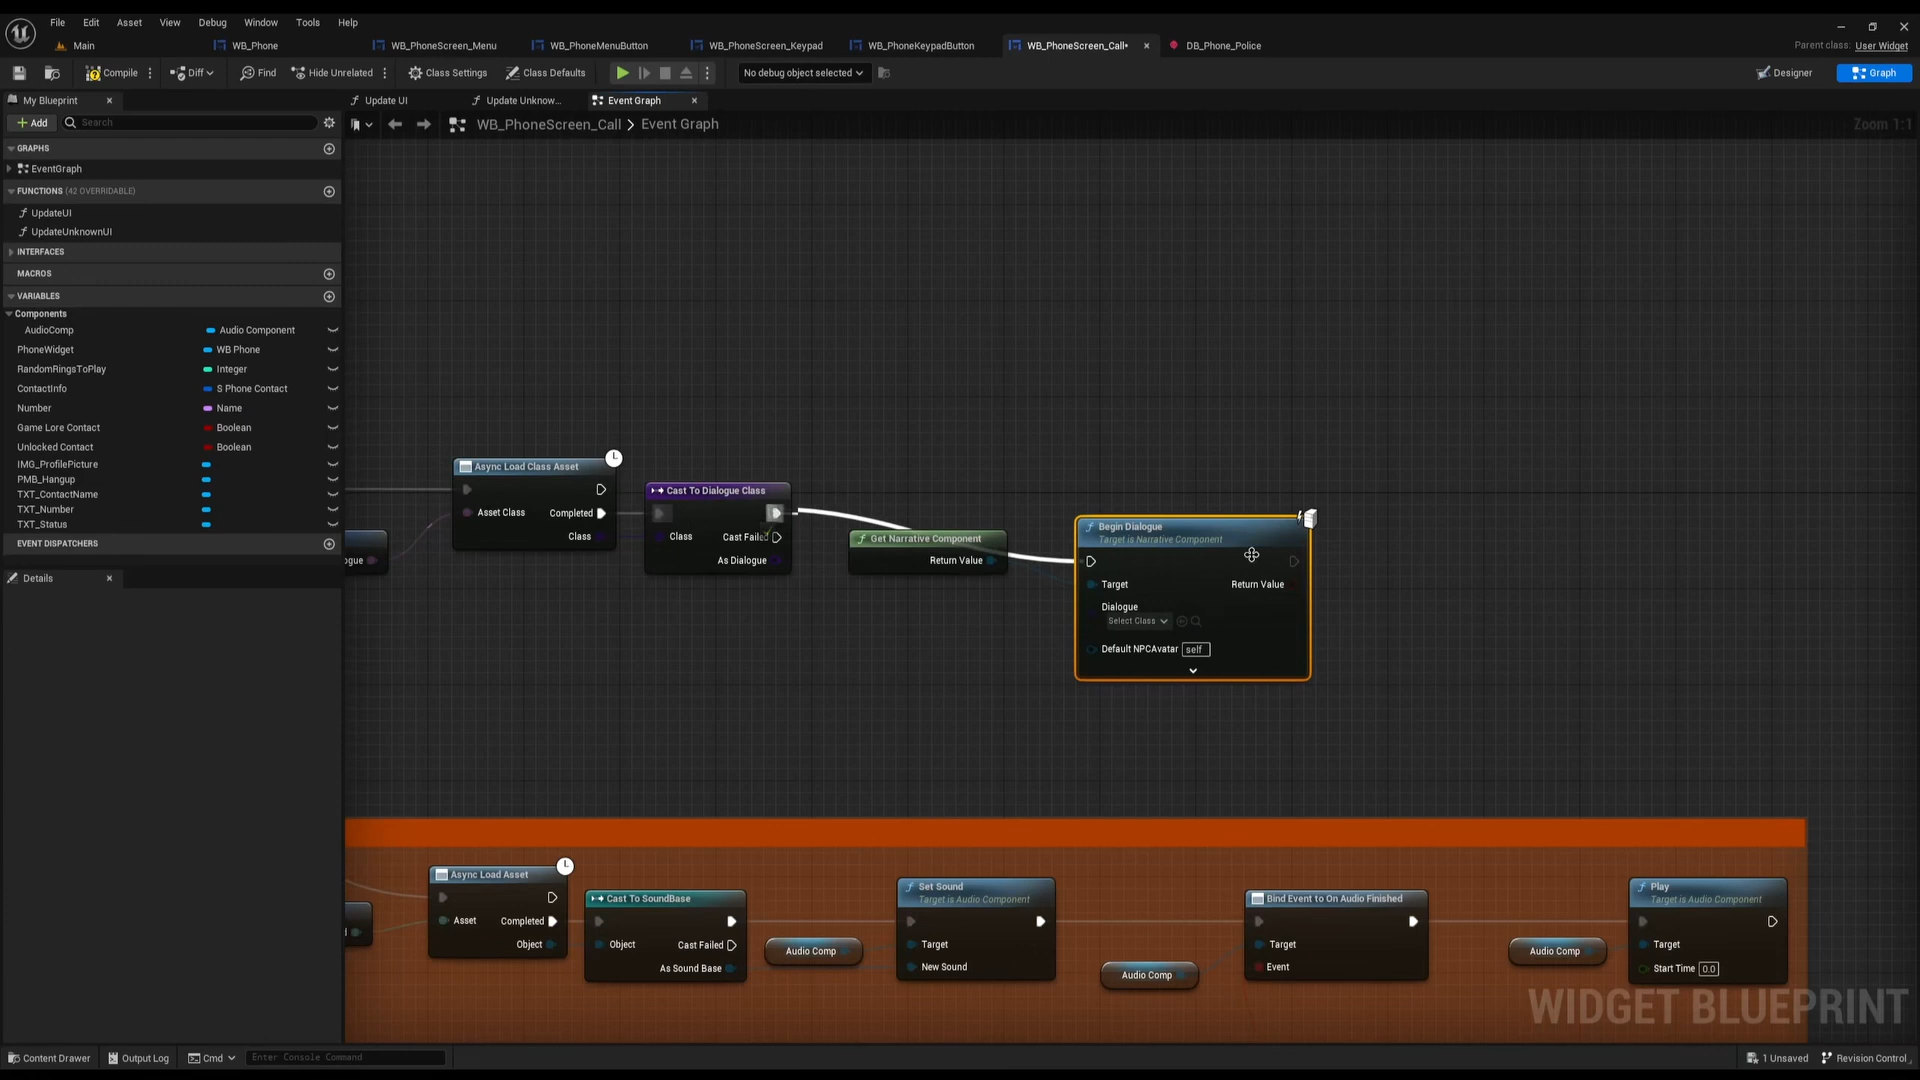 File Edit Asset View Debug Window Tools Help
Main WB_Phone WB_PhoneScreen_Menu WB_PhoneMenuButton WB_PhoneScreen_Keypad WB_PhoneKeypadButton WB_PhoneScreen_Call• DB_Phone_Police Parent class: User Widget
Compile Diff Find Hide Unrelated Class Settings Class Defaults No debug object selected Designer Graph
My Blueprint Update UI Update Unknow... Event Graph
Add Search WB_PhoneScreen_Call > Event Graph Zoom 1:1
GRAPHS
EventGraph
FUNCTIONS (42 OVERRIDABLE)
UpdateUI
UpdateUnknownUI
INTERFACES
MACROS
VARIABLES
Components
AudioComp Audio Component
PhoneWidget WB Phone
RandomRingsToPlay Integer
ContactInfo S Phone Contact
Number Name
Game Lore Contact Boolean
Unlocked Contact Boolean
IMG_ProfilePicture
PMB_Hangup
TXT_ContactName
TXT_Number
TXT_Status
EVENT DISPATCHERS
Details
ogue
Async Load Class Asset
Asset Class Completed
Class
Cast To Dialogue Class
Class Cast Failed
As Dialogue
Get Narrative Component
Return Value
Begin Dialogue
Target is Narrative Component
Target Return Value
Dialogue
Select Class
Default NPCAvatar self
Async Load Asset
Asset Completed
Object
Cast To SoundBase
Object Cast Failed
As Sound Base
Audio Comp
Set Sound
Target is Audio Component
Target
New Sound
Audio Comp
Bind Event to On Audio Finished
Target
Event
Audio Comp
Play
Target is Audio Component
Target
Start Time 0.0
WIDGET BLUEPRINT
Content Drawer Output Log Cmd Enter Console Command 1 Unsaved Revision Control